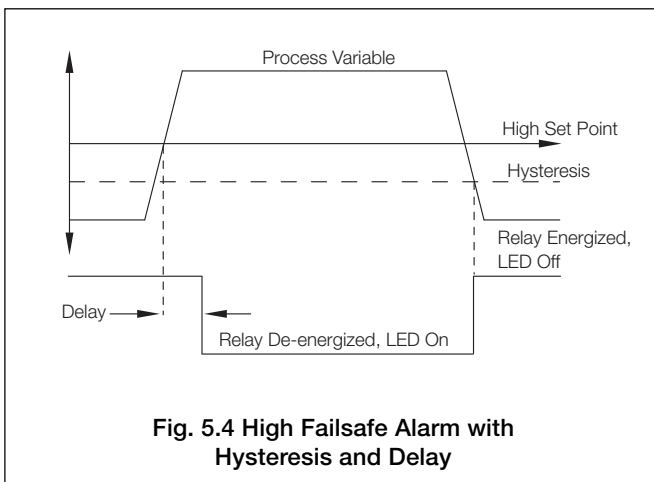 Process Variable
High Set Point
Hysteresis
Relay Energized,
LED Off
Delay
Relay De-energized, LED On
Fig. 5.4 High Failsafe Alarm with
Hysteresis and Delay